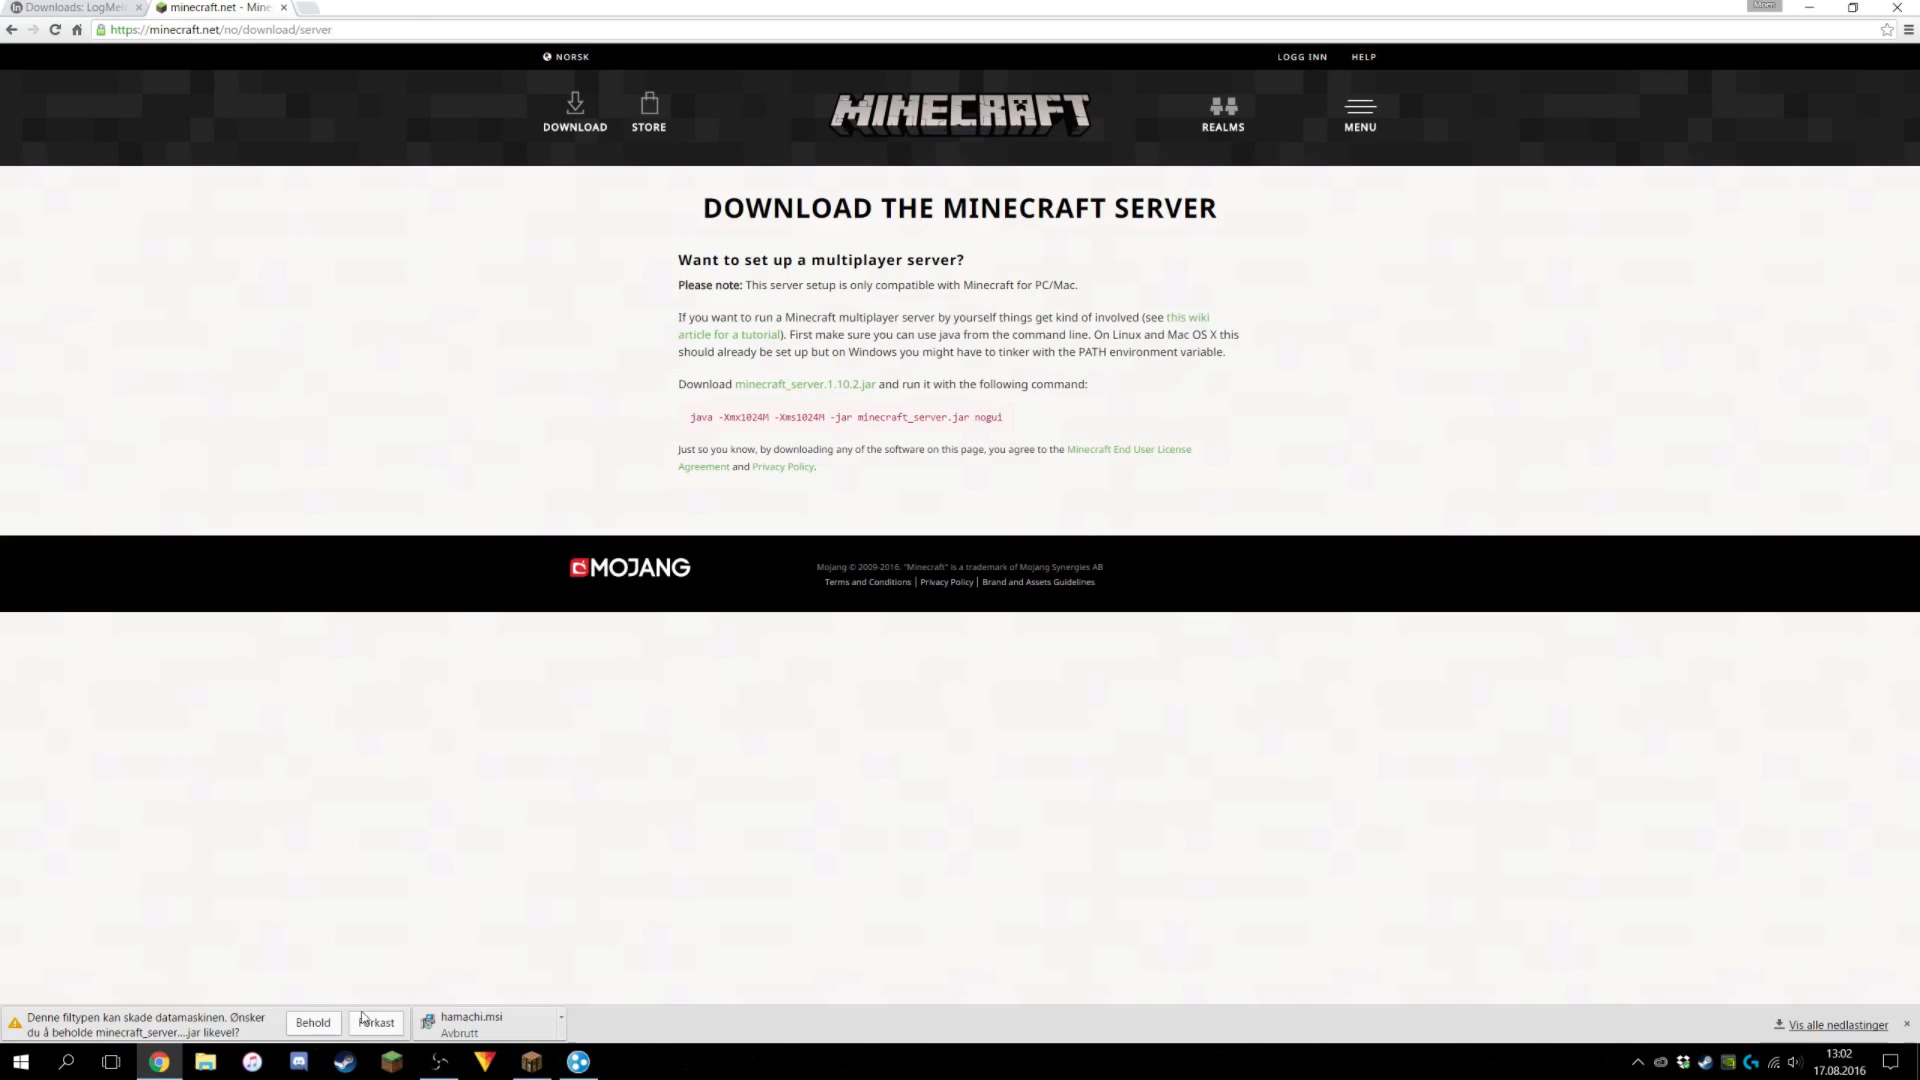 Downloads: LogMeIn
minecraft.net - Mine
Moen
https://minecraft.net/no/download/server
NORSK
LOGG INN
HELP
DOWNLOAD
STORE
MINECRAFT
REALMS
MENU
DOWNLOAD THE MINECRAFT SERVER
Want to set up a multiplayer server?
Please note: This server setup is only compatible with Minecraft for PC/Mac.
If you want to run a Minecraft multiplayer server by yourself things get kind of involved (see this wiki
article for a tutorial). First make sure you can use java from the command line. On Linux and Mac OS X this
should already be set up but on Windows you might have to tinker with the PATH environment variable.
Download minecraft_server.1.10.2.jar and run it with the following command:
java -Xmx1024M -Xms1024M -jar minecraft_server.jar nogui
Just so you know, by downloading any of the software on this page, you agree to the Minecraft End User License
Agreement and Privacy Policy.
MOJANG
Mojang © 2009-2016. "Minecraft" is a trademark of Mojang Synergies AB
Terms and Conditions | Privacy Policy | Brand and Assets Guidelines
Denne filtypen kan skade datamaskinen. Ønsker
du å beholde minecraft_server....jar likevel?
Behold
Forkast
hamachi.msi
Avbrutt
Vis alle nedlastinger
13:02
17.08.2016